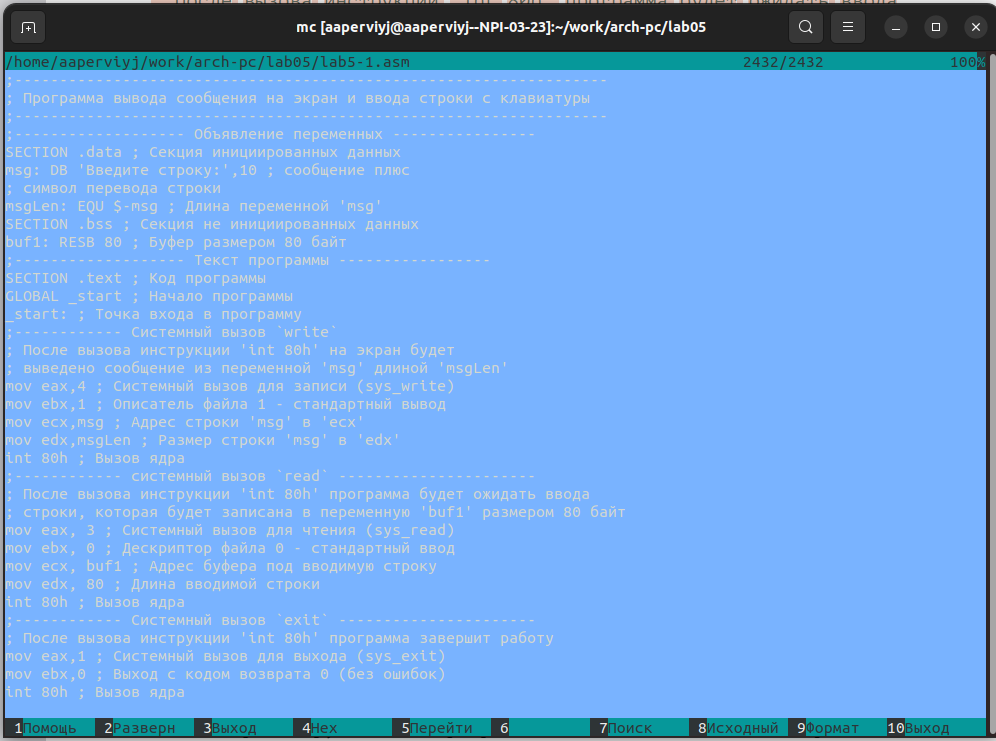 mc [aaperviyj@aaperviyj--NPI-03-23]:~/work/arch-pc/lab05
/home/aaperviyj/work/arch-pc/lab05/lab5-1.asm 2432/2432 100%
;------------------------------------------------------------------
; Программа вывода сообщения на экран и ввода строки с клавиатуры
;------------------------------------------------------------------
;------------------- Объявление переменных ----------------
SECTION .data ; Секция инициированных данных
msg: DB 'Введите строку:',10 ; сообщение плюс
; символ перевода строки
msgLen: EQU $-msg ; Длина переменной 'msg'
SECTION .bss ; Секция не инициированных данных
buf1: RESB 80 ; Буфер размером 80 байт
;------------------- Текст программы -----------------
SECTION .text ; Код программы
GLOBAL _start ; Начало программы
_start: ; Точка входа в программу
;------------ Системный вызов `write`
; После вызова инструкции 'int 80h' на экран будет
; выведено сообщение из переменной 'msg' длиной 'msgLen'
mov eax,4 ; Системный вызов для записи (sys_write)
mov ebx,1 ; Описатель файла 1 - стандартный вывод
mov ecx,msg ; Адрес строки 'msg' в 'ecx'
mov edx,msgLen ; Размер строки 'msg' в 'edx'
int 80h ; Вызов ядра
;------------ системный вызов `read` ----------------------
; После вызова инструкции 'int 80h' программа будет ожидать ввода
; строки, которая будет записана в переменную 'buf1' размером 80 байт
mov eax, 3 ; Системный вызов для чтения (sys_read)
mov ebx, 0 ; Дескриптор файла 0 - стандартный ввод
mov ecx, buf1 ; Адрес буфера под вводимую строку
mov edx, 80 ; Длина вводимой строки
int 80h ; Вызов ядра
;------------ Системный вызов `exit` ----------------------
; После вызова инструкции 'int 80h' программа завершит работу
mov eax,1 ; Системный вызов для выхода (sys_exit)
mov ebx,0 ; Выход с кодом возврата 0 (без ошибок)
int 80h ; Вызов ядра
1Помощь 2Разверн 3Выход 4Hex 5Перейти 6 7Поиск 8Исходный 9Формат 10Выход